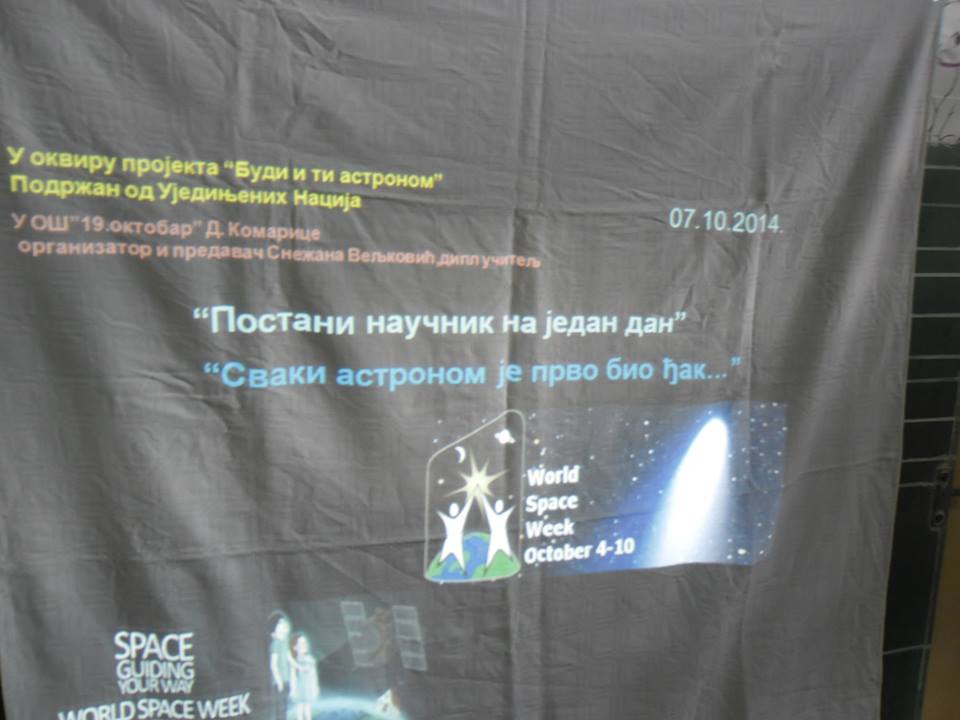 У оквиру пројекта “Буди и ти астроном”
Подржан од Уједињених Нација
У ОШ”19.октобар” Д. Комарице
организатор и предавач Снежана Вељковић,дипл учитељ
07.10.2014.
“Постани научник на један дан”
“Сваки астроном је прво био ђак...”
World
Space
Week
October 4-10
SPACE
GUIDING
YOUR WAY
WORLD SPACE WEEK